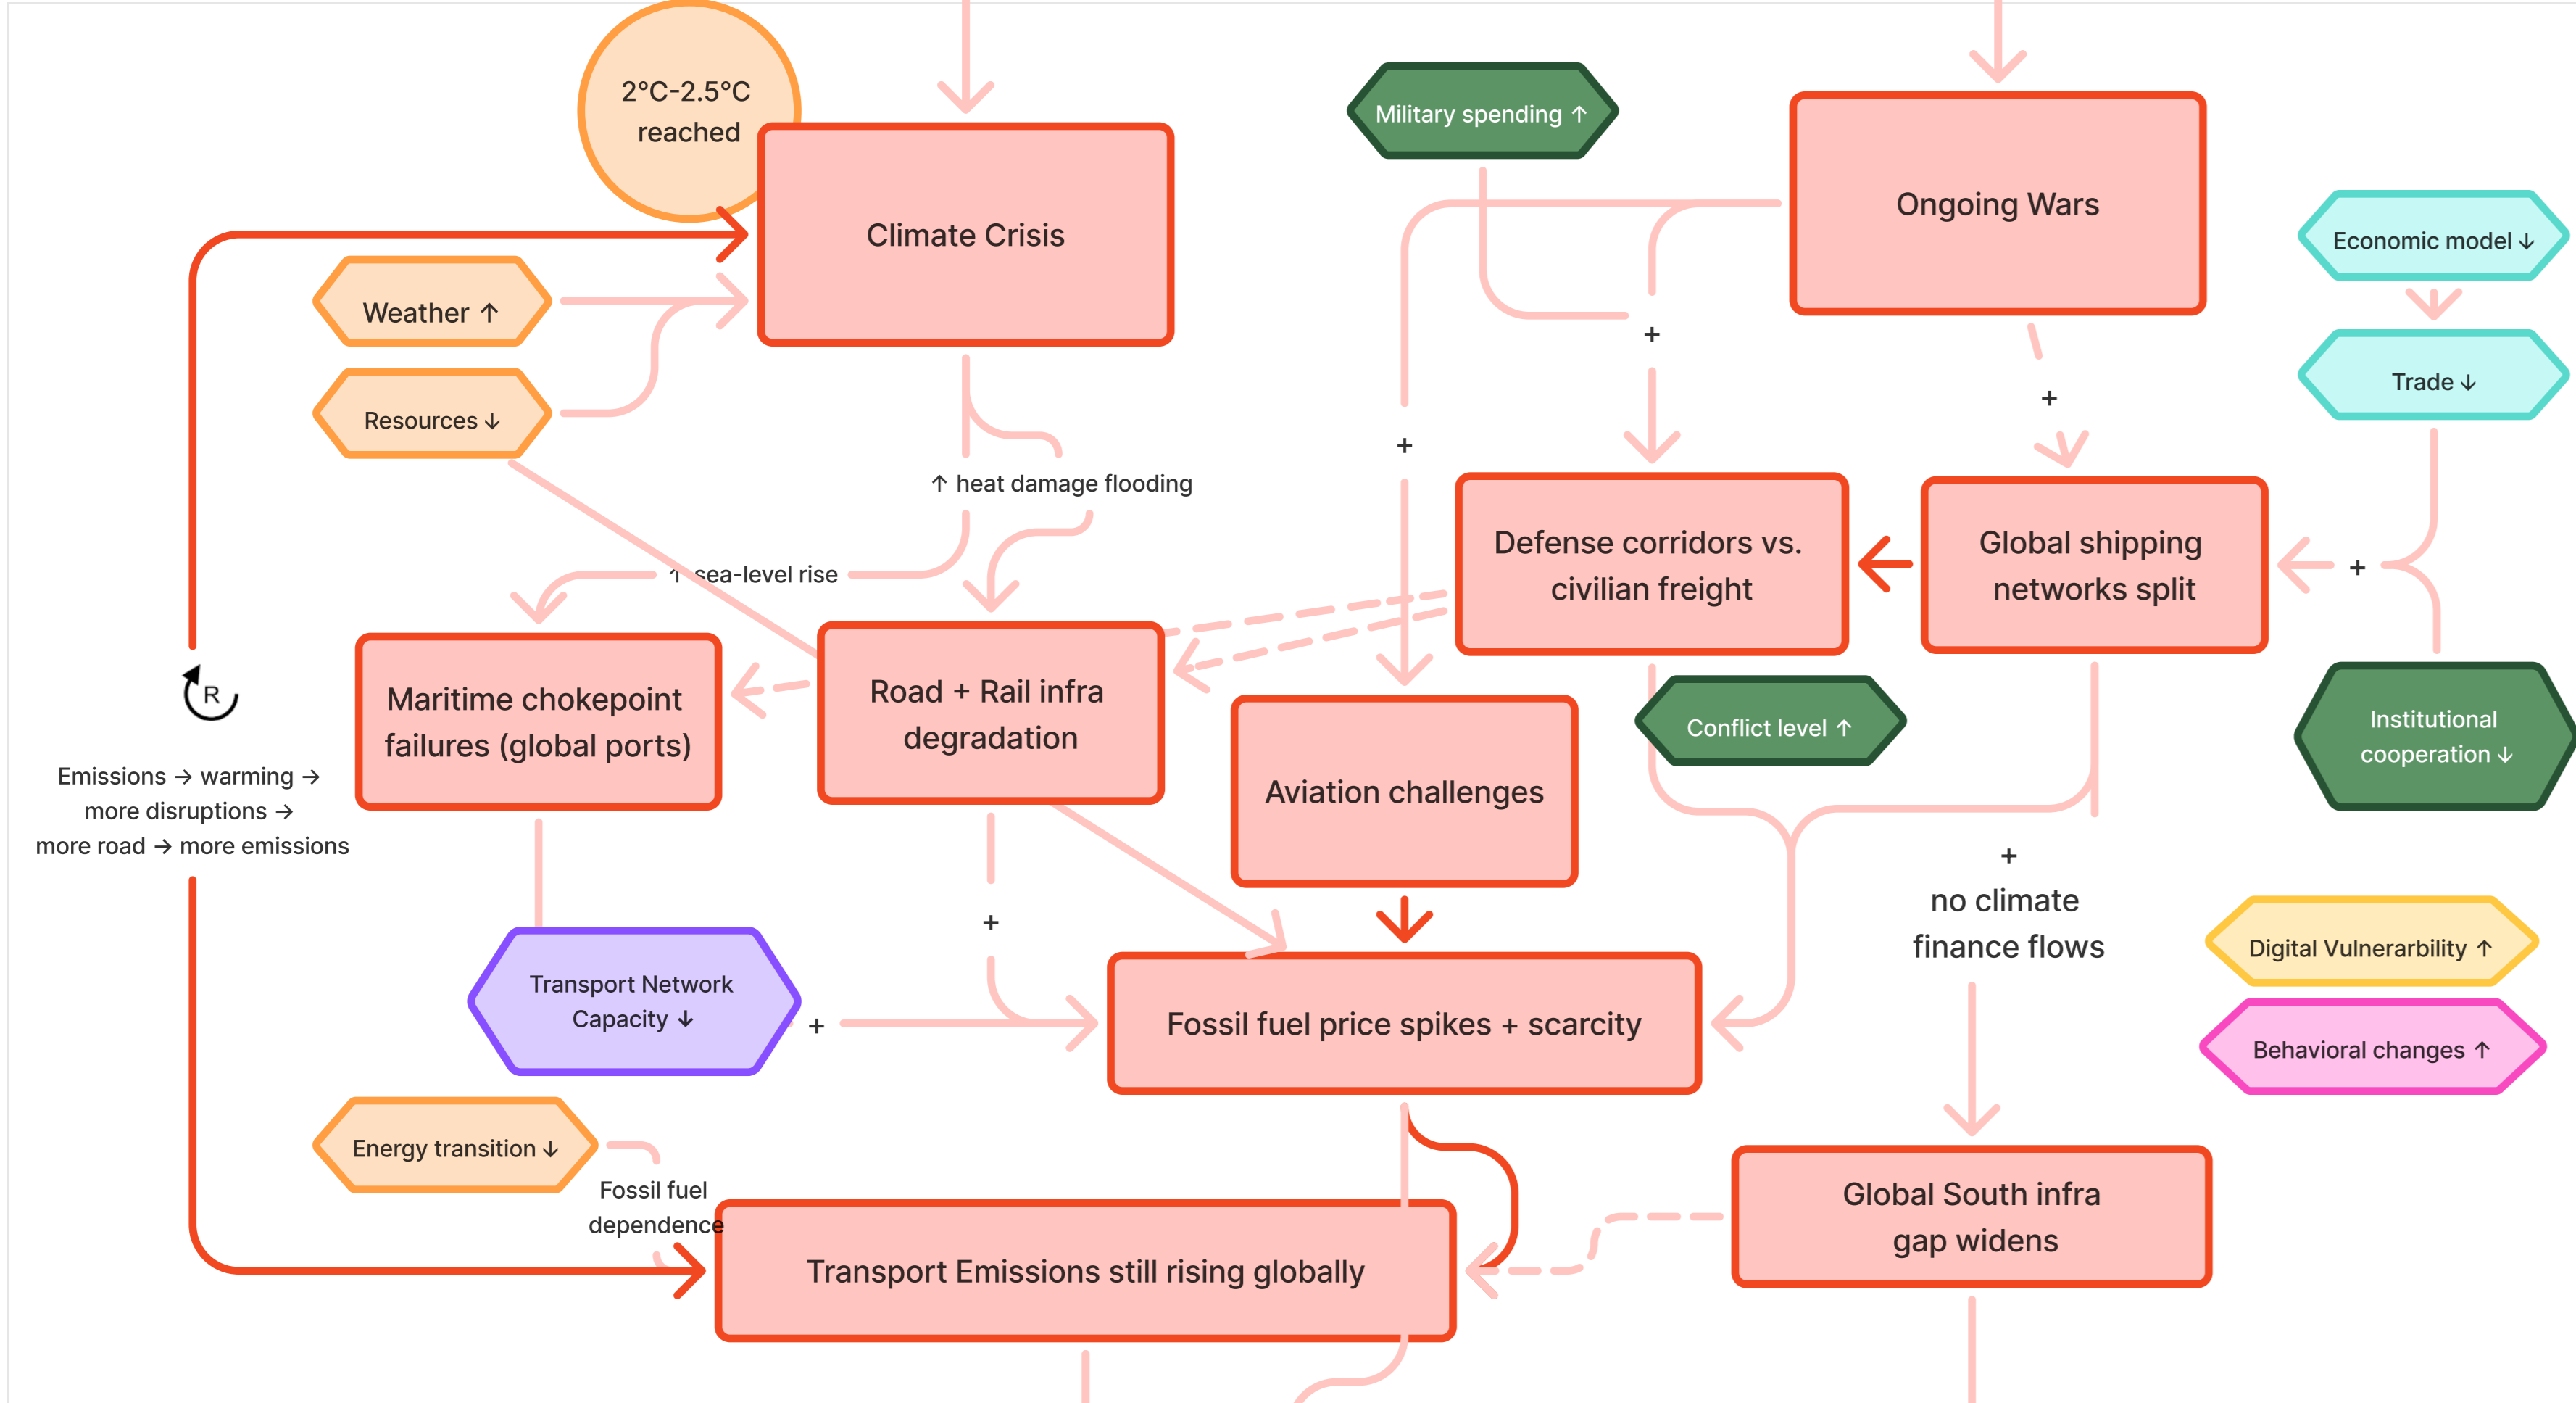 2°C-2.5°C
reached
Climate Crisis
Military spending ↑
Ongoing Wars
Economic model ↓
Weather ↑
Trade ↓
Resources ↓
+
+
+
↑ heat damage flooding
Defense corridors vs.
civilian freight
Global shipping
networks split
+
↑ sea-level rise
Maritime chokepoint
failures (global ports)
Road + Rail infra
degradation
R
Aviation challenges
Conflict level ↑
Institutional
cooperation ↓
Emissions → warming →
more disruptions →
more road → more emissions
+
no climate
finance flows
+
Digital Vulnerarbility ↑
Transport Network
Capacity ↓
+
Fossil fuel price spikes + scarcity
Behavioral changes ↑
Energy transition ↓
Fossil fuel
dependence
Global South infra
gap widens
Transport Emissions still rising globally